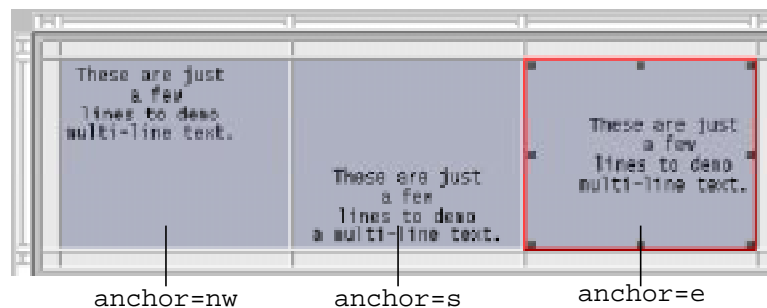 These are just
a few
lines to demo
multi-line text.
These are just
a few
lines to demo
a multi-line text.
These are just
a few
lines to demo
multi-line text.
anchor=nw
anchor=s
anchor=e